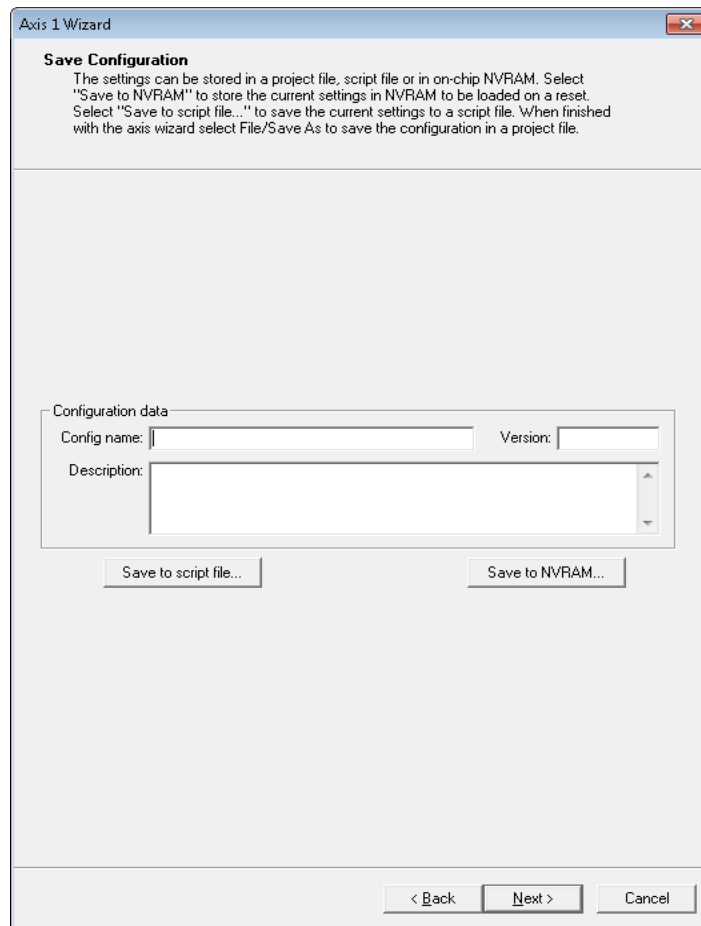 Axis 1 Wizard
Save Configuration
The settings can be stored in a project file, script file or in on-chip NVRAM. Select
"Save to NVRAM" to store the current settings in NVRAM to be loaded on a reset.
Select "Save to script file..." to save the current settings to a script file. When finished
with the axis wizard select File/Save As to save the configuration in a project file.
Configuration data
Config name: Version:
Description:
Save to script file... Save to NVRAM...
< Back Next > Cancel